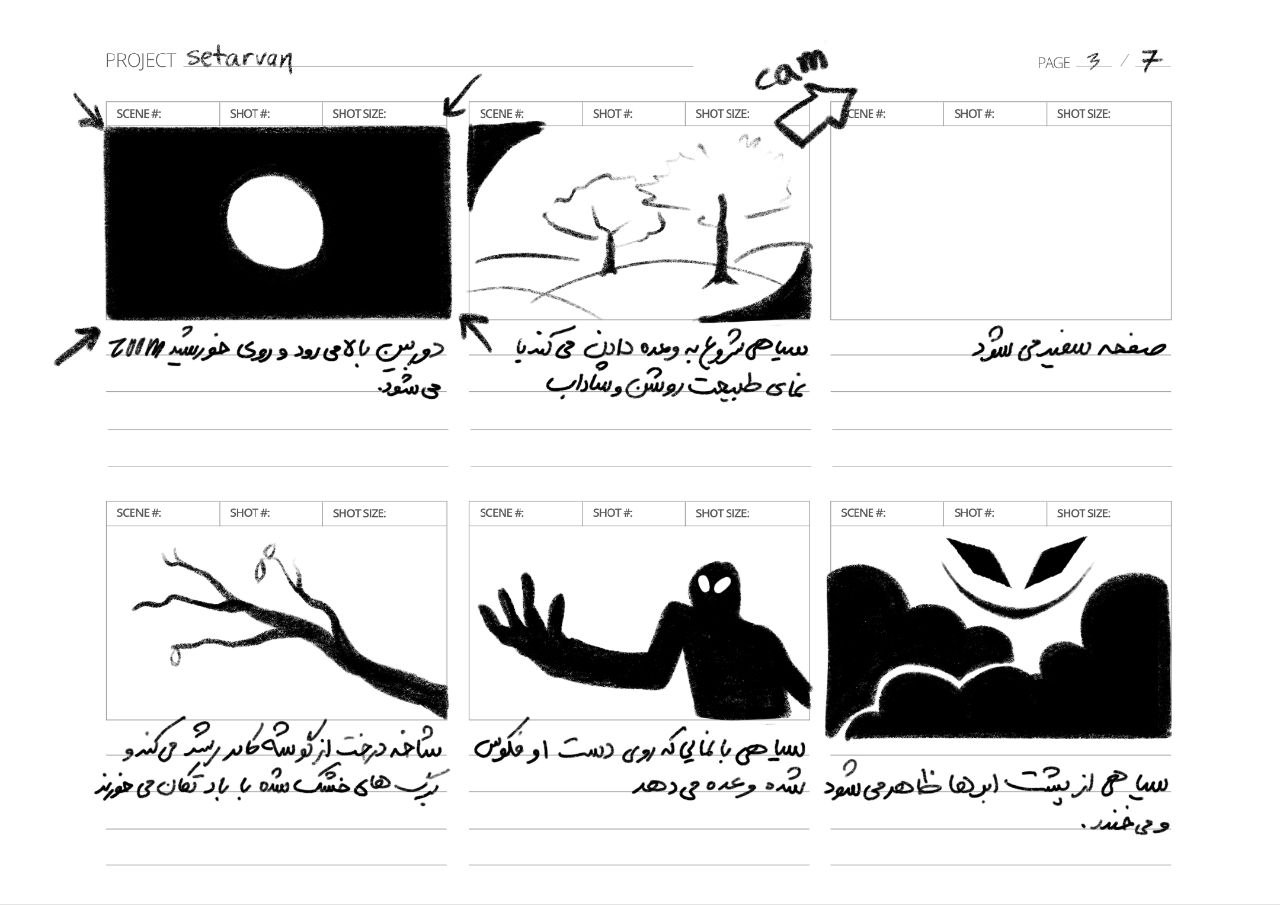 PROJECT setarvan
PAGE 3 / 7
cam
SCENE #: SHOT #: SHOT SIZE:
دوربین بالا می رود و روی خورشید zoom
می شود.
SCENE #: SHOT #: SHOT SIZE:
سیاهی شروع به وعده دادن می کند با
نمای طبیعت روشن و شاداب
SCENE #: SHOT #: SHOT SIZE:
صفحه سفید می شود
SCENE #: SHOT #: SHOT SIZE:
شاخه درخت از گوشه کادر رشد می کند و
برگ های خشک شده با باد تکان می خورند
SCENE #: SHOT #: SHOT SIZE:
سیاهی با نمایی که روی دست او فکوس
شده وعده می دهد
SCENE #: SHOT #: SHOT SIZE:
سیاهی از پشت ابرها ظاهر می شود
و می خندد.